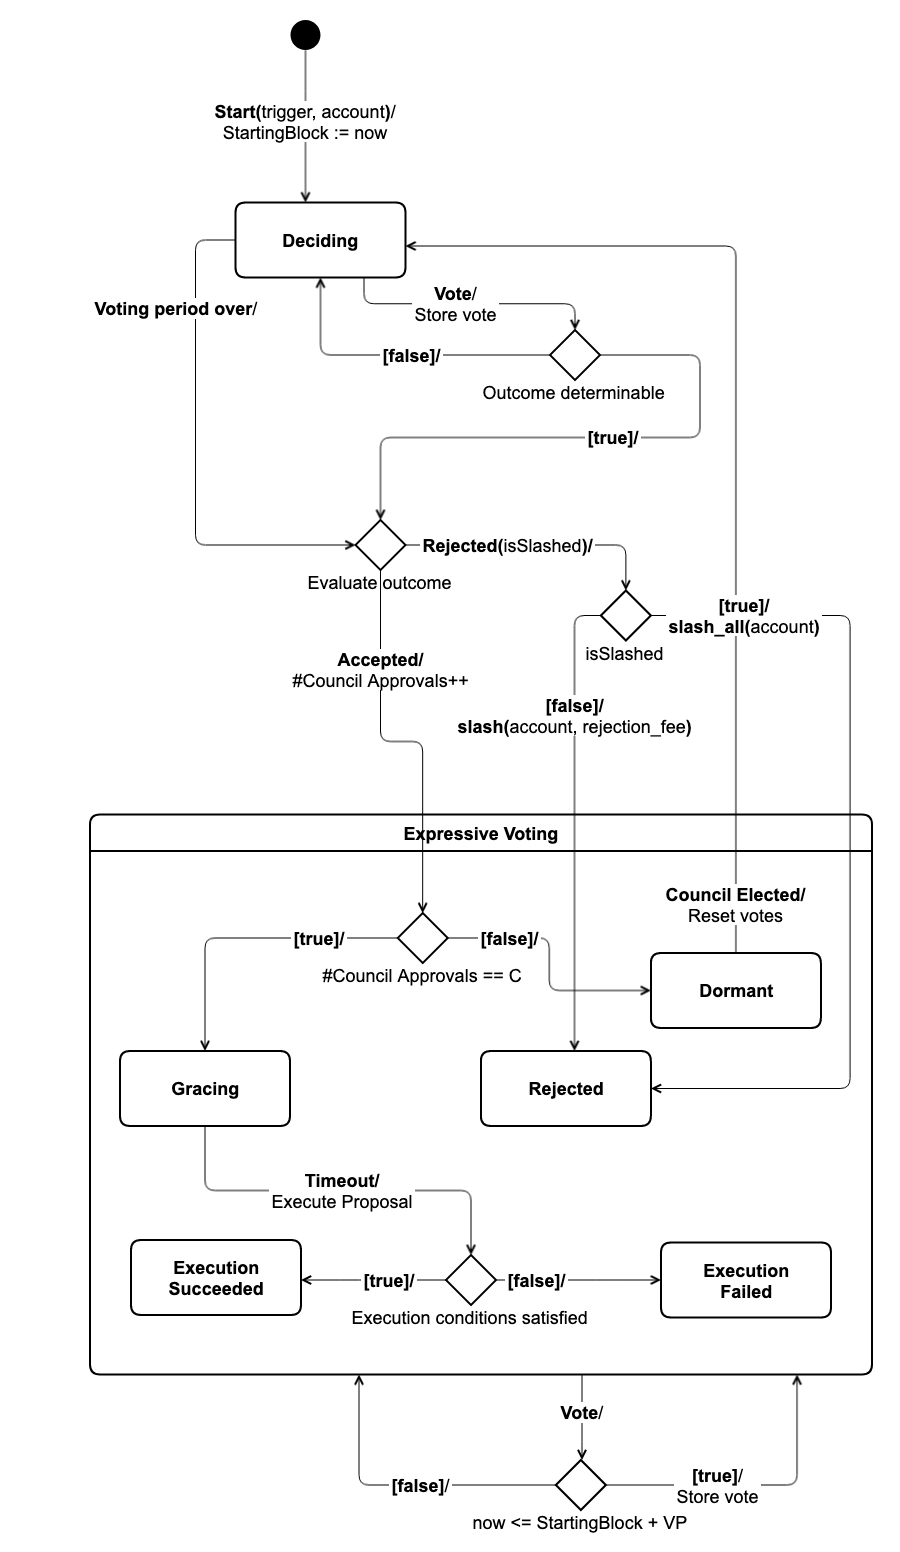 Start(trigger, account)/
StartingBlock := now
Deciding
Voting period over/
Vote/
Store vote
[false]/
Outcome determinable
[true]/
Rejected(isSlashed)/
Evaluate outcome
[true]/
slash_all(account)
isSlashed
Accepted/
#Council Approvals++
[false]/
slash(account, rejection_fee)
Expressive Voting
Council Elected/
Reset votes
[true]/
[false]/
#Council Approvals == C
Dormant
Gracing
Rejected
Timeout/
Execute Proposal
Execution
Succeeded
[true]/
[false]/
Execution
Failed
Execution conditions satisfied
Vote/
[false]/
[true]/
Store vote
now <= StartingBlock + VP